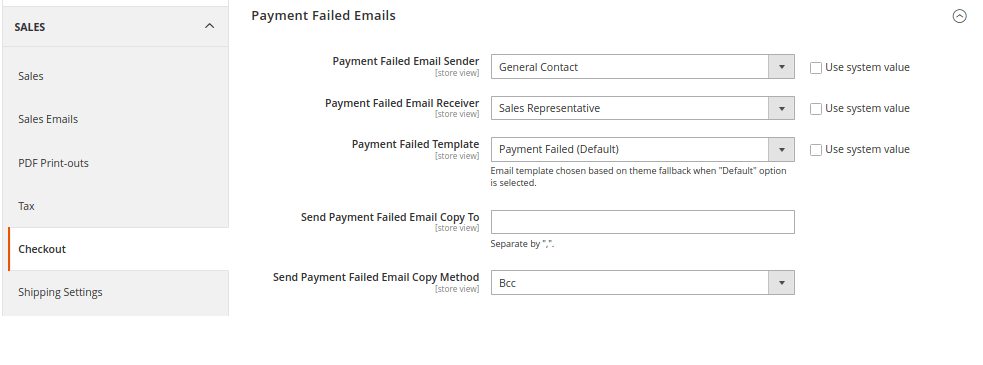 SALES
Sales
Sales Emails
PDF Print-outs
Tax
Checkout
Shipping Settings
Payment Failed Emails
Payment Failed Email Sender
[store view]
General Contact
Use system value
Payment Failed Email Receiver
[store view]
Sales Representative
Use system value
Payment Failed Template
[store view]
Payment Failed (Default)
Use system value
Email template chosen based on theme fallback when "Default" option
is selected.
Send Payment Failed Email Copy To
[store view]
Separate by ",".
Send Payment Failed Email Copy Method
[store view]
Bcc